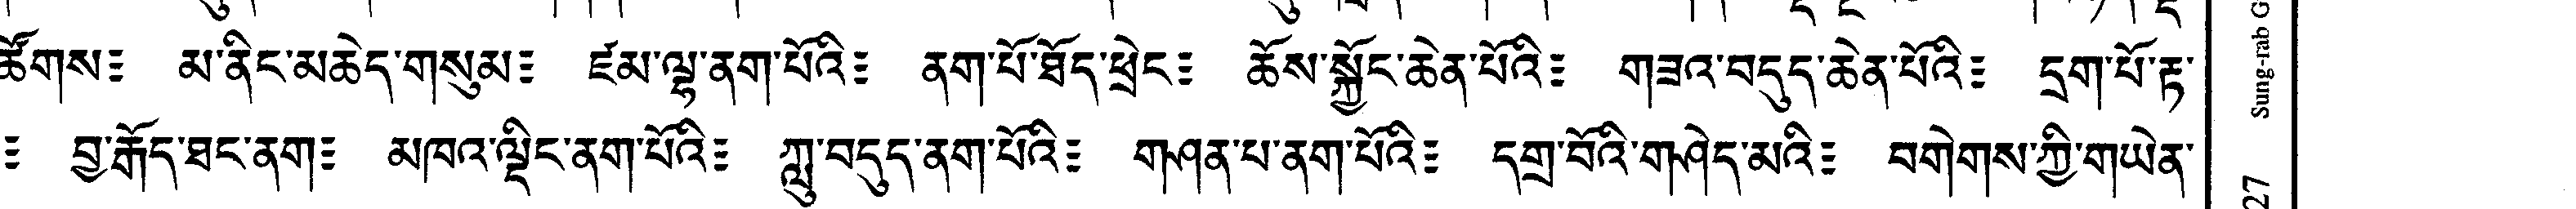 ཚོགས༔ མ་ནིང་མཆེད་གསུམ༔ ཛམ་ལྷ་ནག་པོའི༔ ནག་པོ་ཐོད་ཕྲེང༔ ཆོས་སྐྱོང་ཆེན་པོའི༔ གཟའ་བདུད་ཆེན་པོའི༔ དྲག་པོ་རྟ་
༔ བྱ་རྒོད་ཐང་ནག༔ མཁའ་ལྡིང་ནག་པོའི༔ ཀླུ་བདུད་ནག་པོའི༔ གཤན་པ་ནག་པོའི༔ དགྲ་བོའི་གཤེད་མའི༔ བགེགས་ཀྱི་གཡེན་
Sung-rab G
27